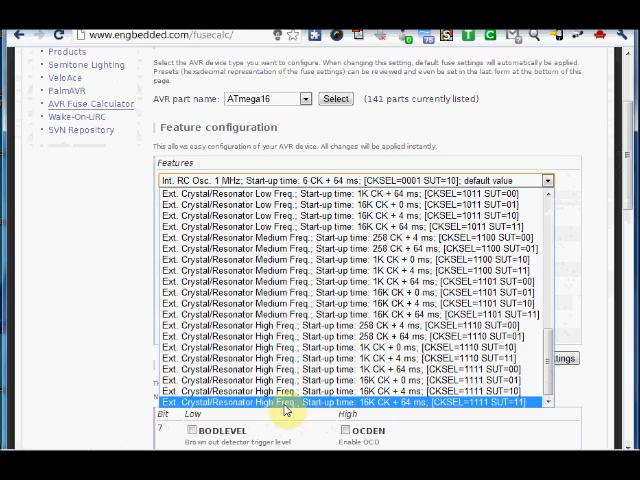 www.engbedded.com/fusecalc/
Products
Semitone Lighting
VeloAce
PalmAVR
AVR Fuse Calculator
Wake-On-LIRC
SVN Repository
Select the AVR device type you want to configure. When changing this setting, default fuse settings will automatically be applied.
Presets (hexadecimal representation of the fuse settings) can be reviewed and even be set in the last form at the bottom of this
page.
AVR part name: ATmega16 Select (141 parts currently listed)
Feature configuration
This allows easy configuration of your AVR device. All changes will be applied instantly.
Features
Int. RC Osc. 1 MHz; Start-up time: 6 CK + 64 ms; [CKSEL=0001 SUT=10]; default value
Ext. Crystal/Resonator Low Freq.; Start-up time: 1K CK + 64 ms; [CKSEL=1011 SUT=00]
Ext. Crystal/Resonator Low Freq.; Start-up time: 16K CK + 0 ms; [CKSEL=1011 SUT=01]
Ext. Crystal/Resonator Low Freq.; Start-up time: 16K CK + 4 ms; [CKSEL=1011 SUT=10]
Ext. Crystal/Resonator Low Freq.; Start-up time: 16K CK + 64 ms; [CKSEL=1011 SUT=11]
Ext. Crystal/Resonator Medium Freq.; Start-up time: 258 CK + 4 ms; [CKSEL=1100 SUT=00]
Ext. Crystal/Resonator Medium Freq.; Start-up time: 258 CK + 64 ms; [CKSEL=1100 SUT=01]
Ext. Crystal/Resonator Medium Freq.; Start-up time: 1K CK + 0 ms; [CKSEL=1100 SUT=10]
Ext. Crystal/Resonator Medium Freq.; Start-up time: 1K CK + 4 ms; [CKSEL=1100 SUT=11]
Ext. Crystal/Resonator Medium Freq.; Start-up time: 1K CK + 64 ms; [CKSEL=1101 SUT=00]
Ext. Crystal/Resonator Medium Freq.; Start-up time: 16K CK + 0 ms; [CKSEL=1101 SUT=01]
Ext. Crystal/Resonator Medium Freq.; Start-up time: 16K CK + 4 ms; [CKSEL=1101 SUT=10]
Ext. Crystal/Resonator Medium Freq.; Start-up time: 16K CK + 64 ms; [CKSEL=1101 SUT=11]
Ext. Crystal/Resonator High Freq.; Start-up time: 258 CK + 4 ms; [CKSEL=1110 SUT=00]
Ext. Crystal/Resonator High Freq.; Start-up time: 258 CK + 64 ms; [CKSEL=1110 SUT=01]
Ext. Crystal/Resonator High Freq.; Start-up time: 1K CK + 0 ms; [CKSEL=1110 SUT=10]
Ext. Crystal/Resonator High Freq.; Start-up time: 1K CK + 4 ms; [CKSEL=1110 SUT=11]
Ext. Crystal/Resonator High Freq.; Start-up time: 1K CK + 64 ms; [CKSEL=1111 SUT=00]
Ext. Crystal/Resonator High Freq.; Start-up time: 16K CK + 0 ms; [CKSEL=1111 SUT=01]
Ext. Crystal/Resonator High Freq.; Start-up time: 16K CK + 4 ms; [CKSEL=1111 SUT=10]
Ext. Crystal/Resonator High Freq.; Start-up time: 16K CK + 64 ms; [CKSEL=1111 SUT=11]
Bit Low High
7 BODLEVEL OCDEN
Brown out detector trigger level Enable OCD